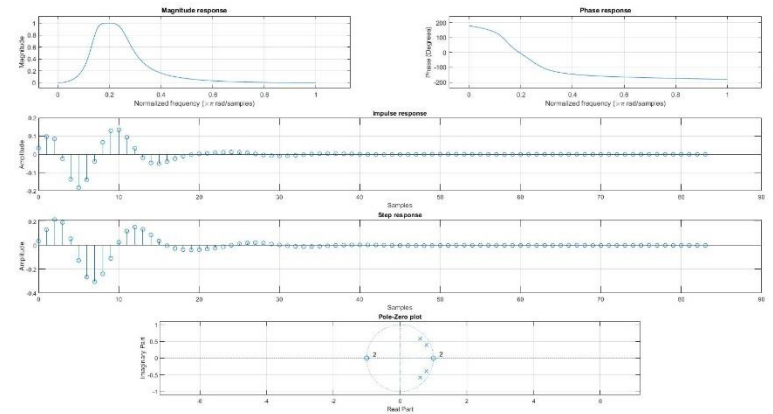 Magnitude response
Magnitude
1
0.8
0.6
0.4
0.2
0
0 0.2 0.4 0.6 0.8 1
Normalized frequency (×π rad/samples)
Phase response
Phase (Degrees)
200
100
0
-100
-200
0 0.2 0.4 0.6 0.8 1
Normalized frequency (×π rad/samples)
Impulse response
Amplitude
0.2
0.1
0
-0.1
-0.2
0 10 20 30 40 50 60 70 80 90
Samples
Step response
Amplitude
0.2
0
-0.2
-0.4
0 10 20 30 40 50 60 70 80 90
Samples
Pole-Zero plot
Imaginary Part
1
0.5
0
-0.5
-1
2 2
-6 -4 -2 0 2 4 6
Real Part